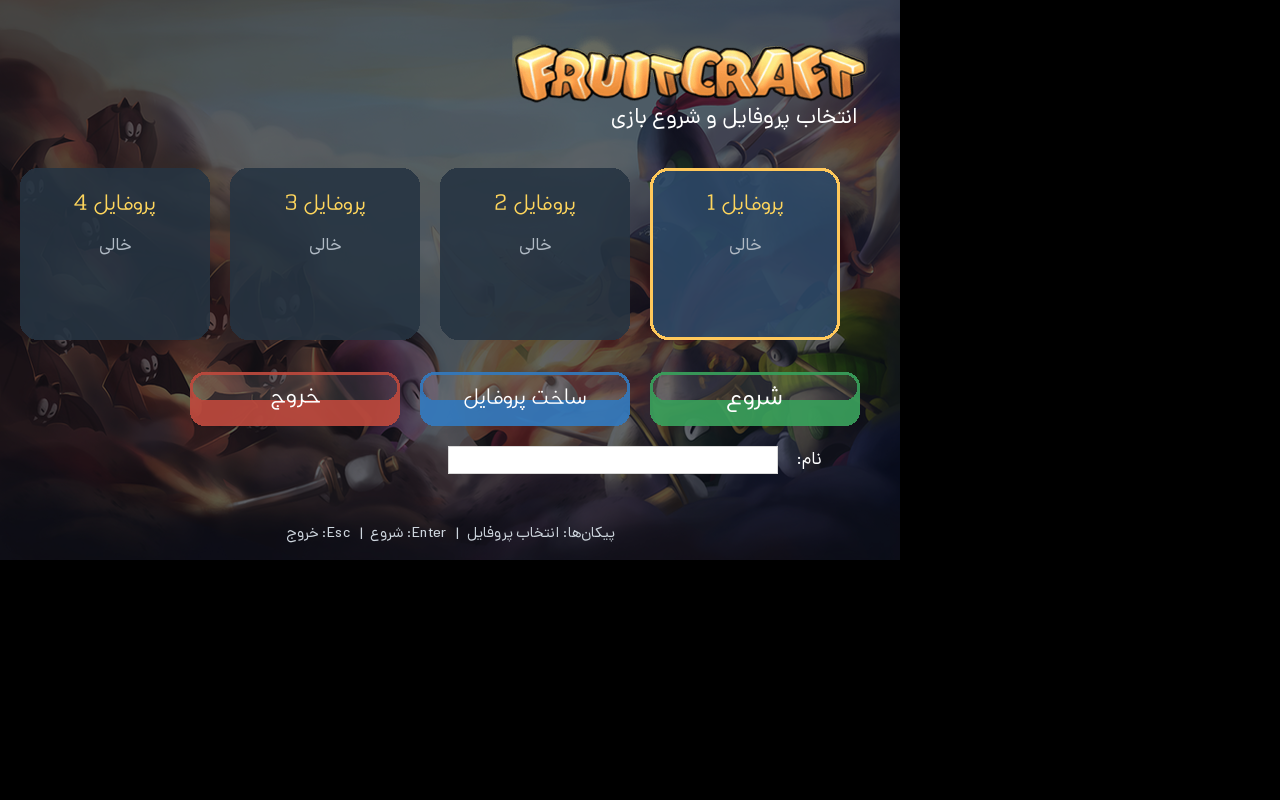 FRUITCRAFT
انتخاب پروفایل و شروع بازی
پروفایل 1
خالی
پروفایل 2
خالی
پروفایل 3
خالی
پروفایل 4
خالی
شروع
ساخت پروفایل
خروج
نام:
پیکان‌ها: انتخاب پروفایل | Enter: شروع | Esc: خروج